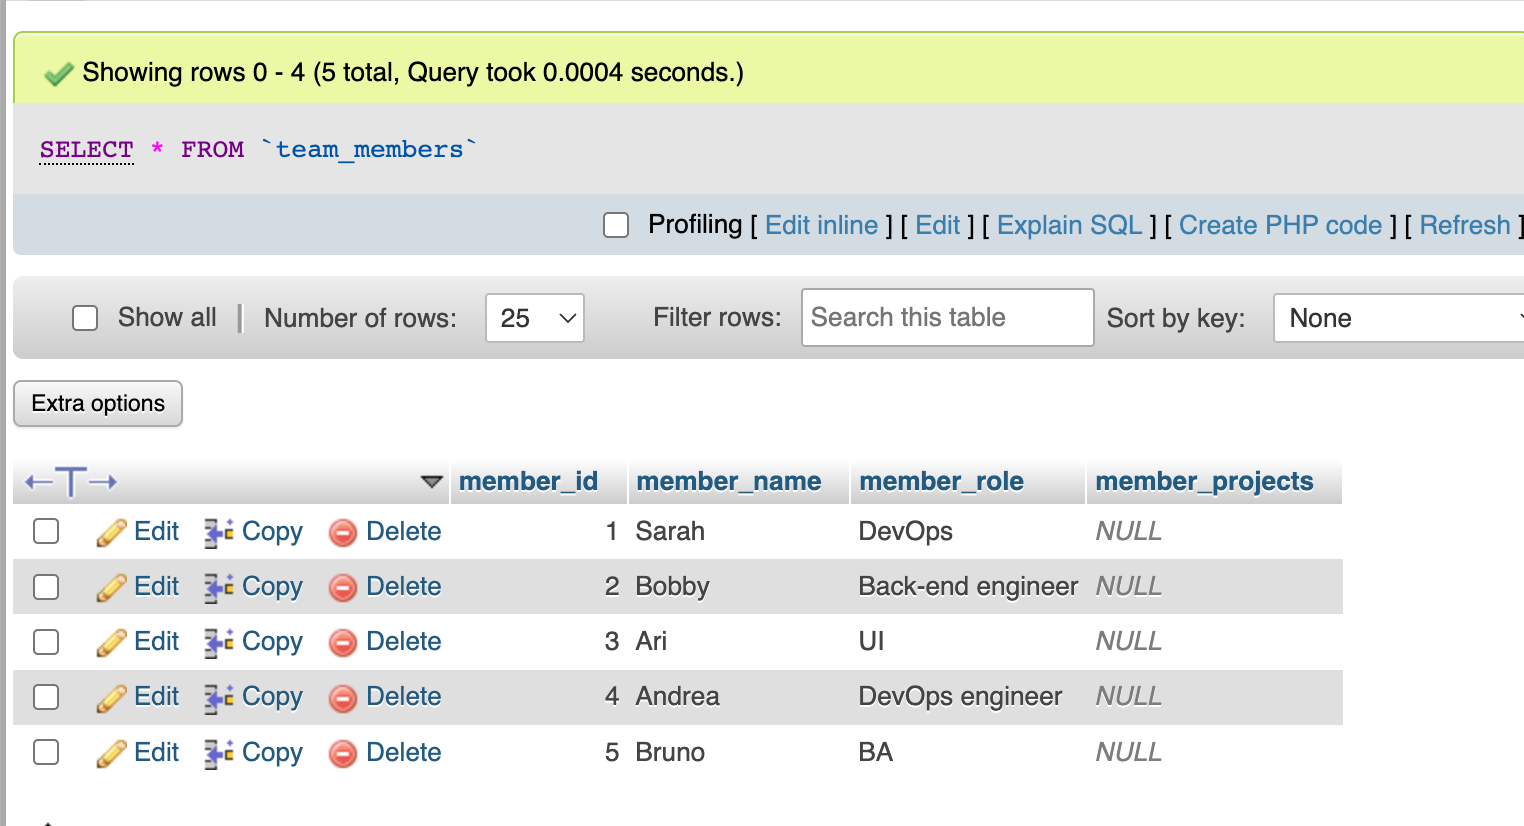 Showing rows 0 - 4 (5 total, Query took 0.0004 seconds.)
SELECT * FROM `team_members`
Profiling [ Edit inline ] [ Edit ] [ Explain SQL ] [ Create PHP code ] [ Refresh ]
Show all | Number of rows: 25 Filter rows: Search this table Sort by key: None
Extra options
←T→ member_id member_name member_role member_projects
Edit Copy Delete 1 Sarah DevOps NULL
Edit Copy Delete 2 Bobby Back-end engineer NULL
Edit Copy Delete 3 Ari UI NULL
Edit Copy Delete 4 Andrea DevOps engineer NULL
Edit Copy Delete 5 Bruno BA NULL